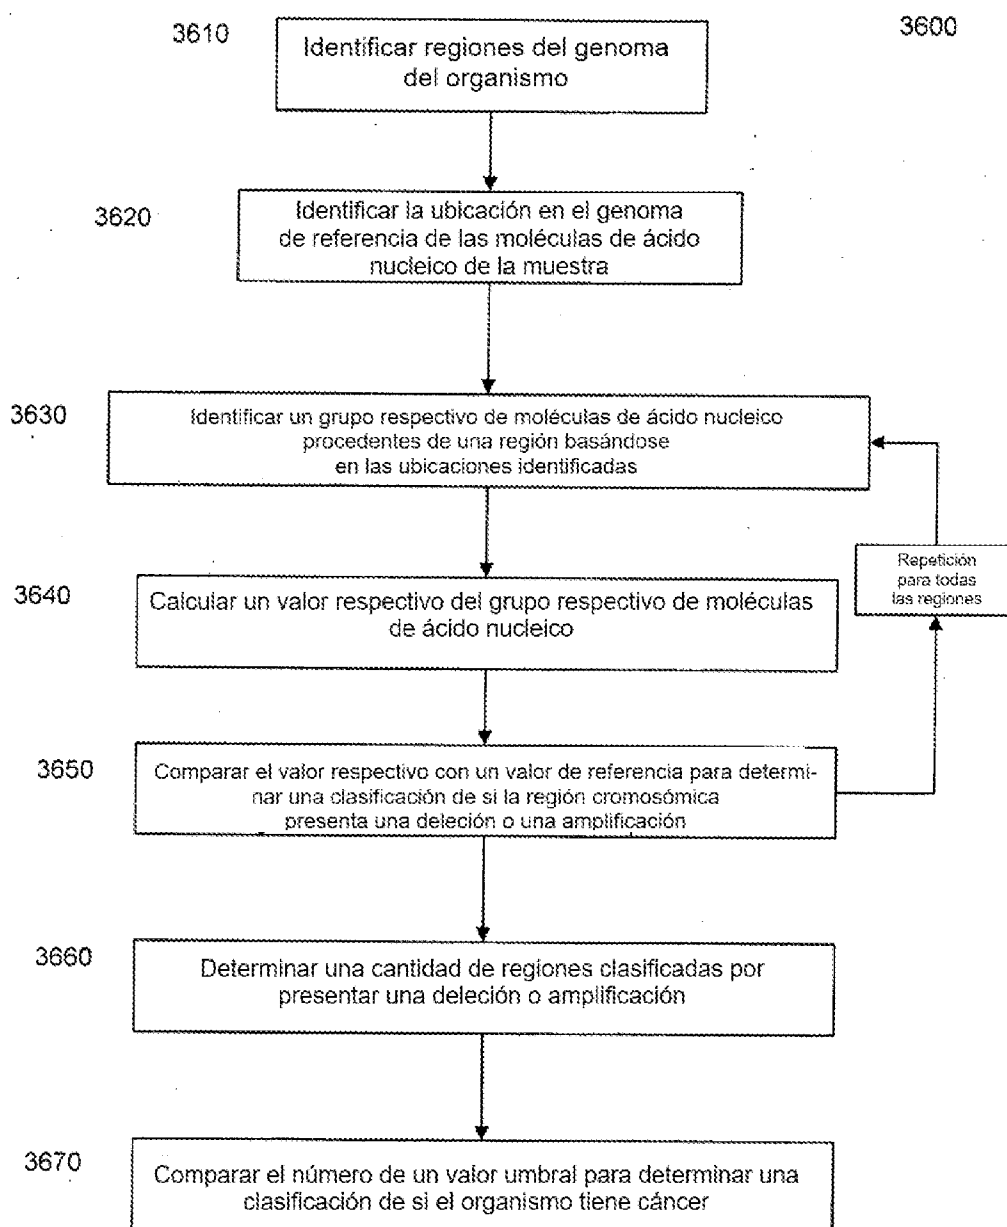 3610
3600
Identificar regiones del genoma
del organismo
3620
Identificar la ubicación en el genoma
de referencia de las moléculas de ácido
nucleico de la muestra
3630
Identificar un grupo respectivo de moléculas de ácido nucleico
procedentes de una región basándose
en las ubicaciones identificadas
Repetición
para todas
las regiones
3640
Calcular un valor respectivo del grupo respectivo de moléculas
de ácido nucleico
3650
Comparar el valor respectivo con un valor de referencia para determi-
nar una clasificación de si la región cromosómica
presenta una deleción o una amplificación
3660
Determinar una cantidad de regiones clasificadas por
presentar una deleción o amplificación
3670
Comparar el número de un valor umbral para determinar una
clasificación de si el organismo tiene cáncer